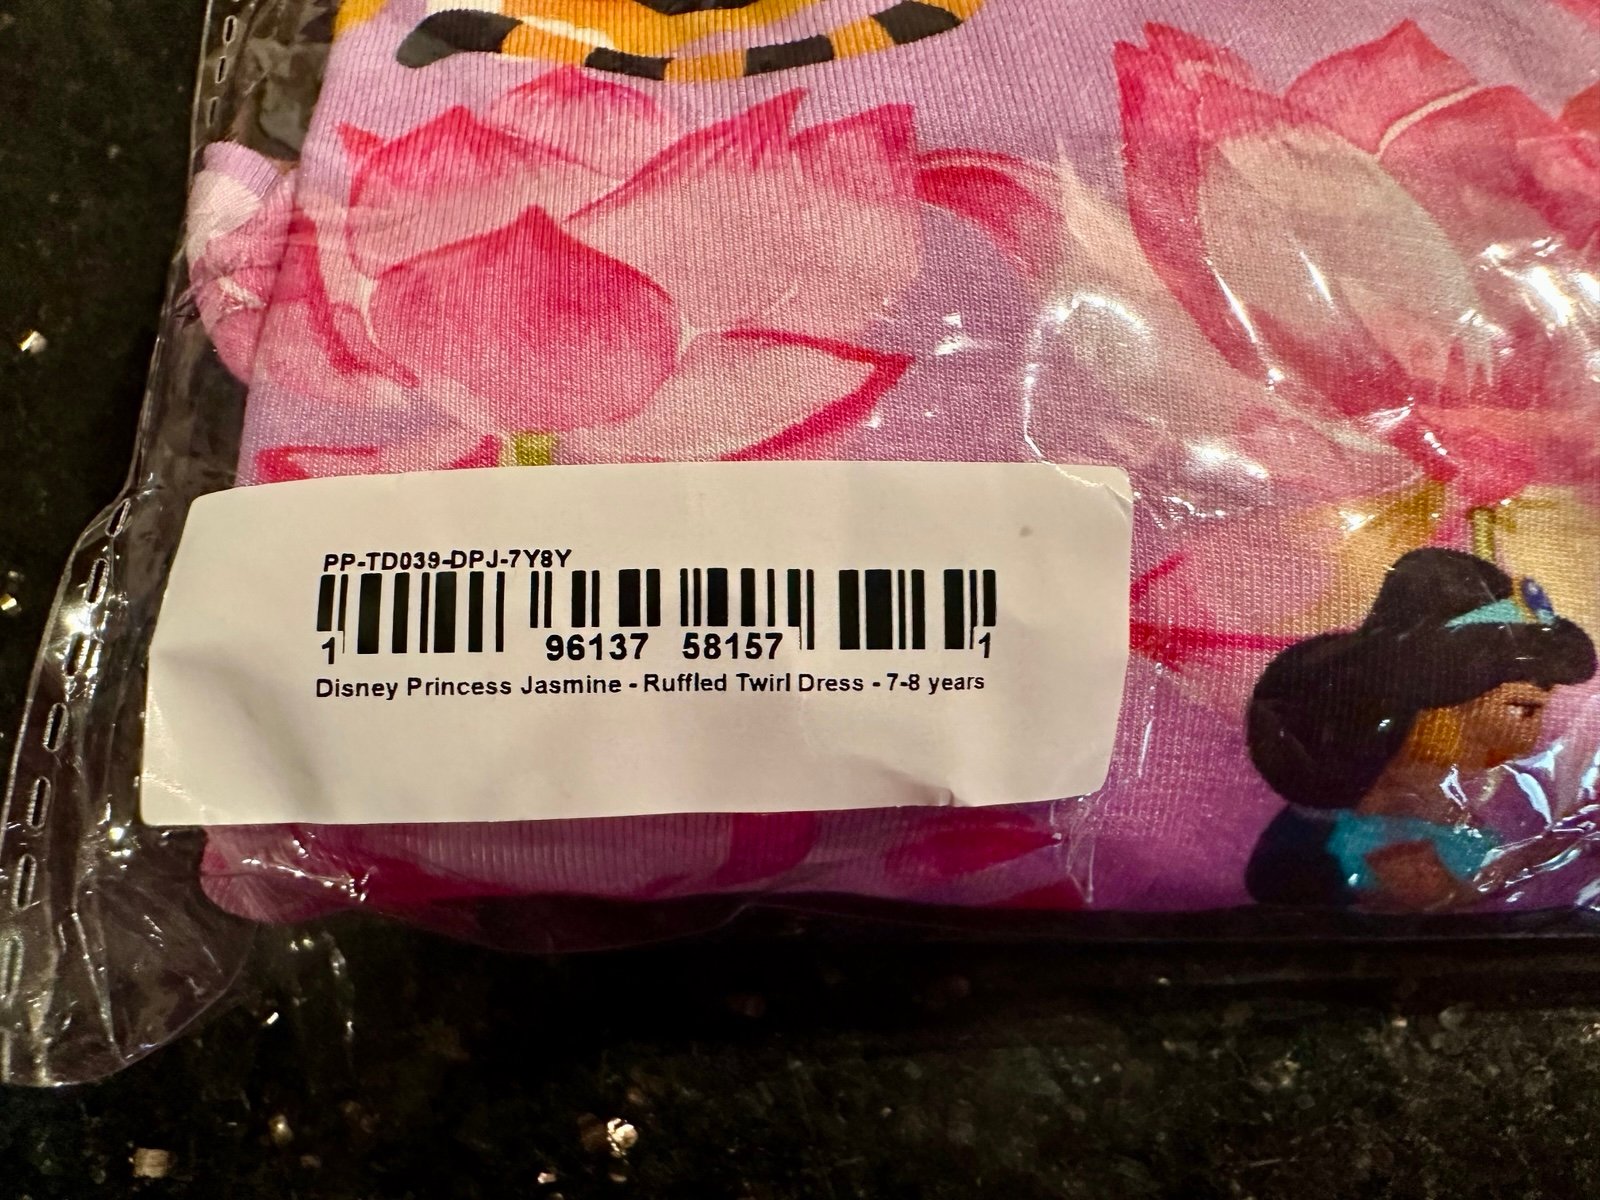 PP-TD039-DPJ-7Y8Y
1 96137 58157 1
Disney Princess Jasmine - Ruffled Twirl Dress - 7-8 years